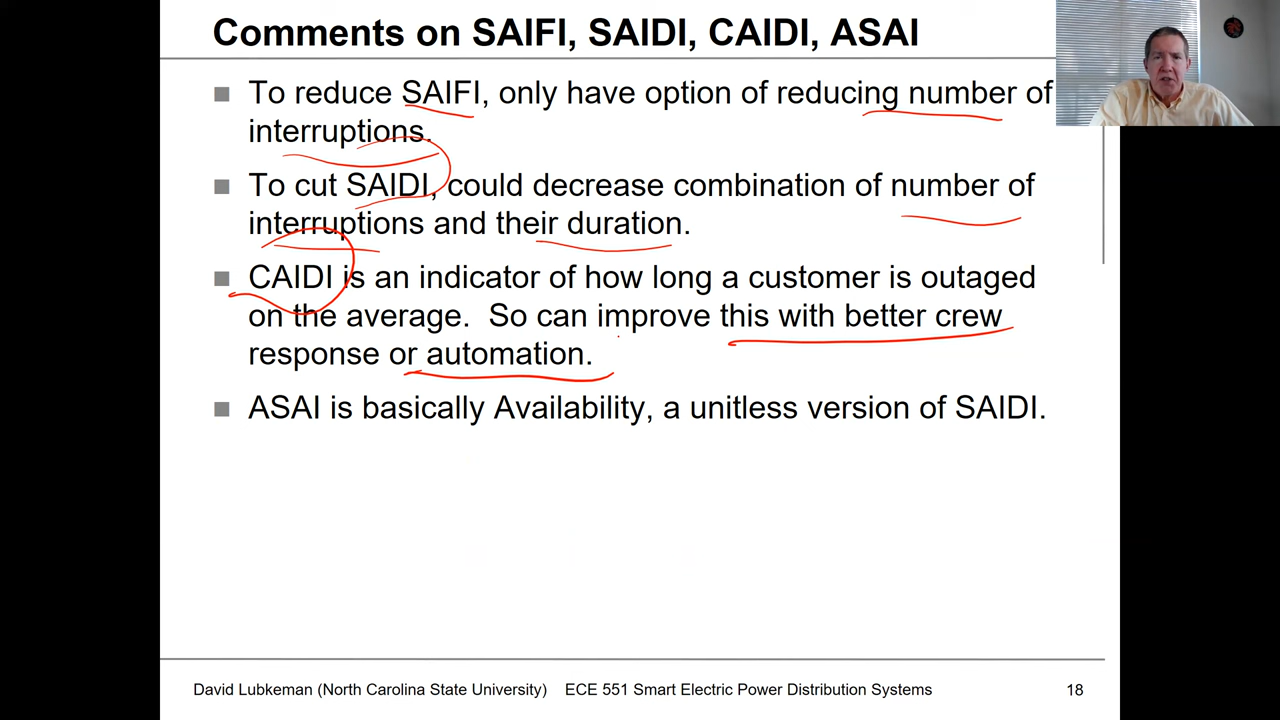 Comments on SAIFI, SAIDI, CAIDI, ASAI
To reduce SAIFI, only have option of reducing number of
interruptions.
To cut SAIDI, could decrease combination of number of
interruptions and their duration.
CAIDI is an indicator of how long a customer is outaged
on the average. So can improve this with better crew
response or automation.
ASAI is basically Availability, a unitless version of SAIDI.
David Lubkeman (North Carolina State University) ECE 551 Smart Electric Power Distribution Systems 18